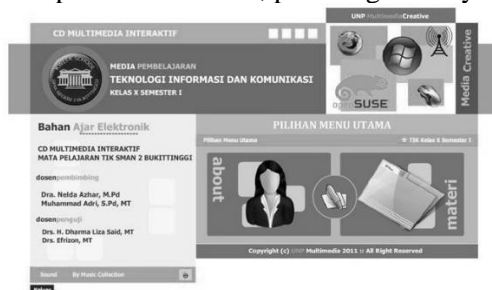 UNP MultimediaCreative
CD MULTIMEDIA INTERAKTIF
MEDIA PEMBELAJARAN
TEKNOLOGI INFORMASI DAN KOMUNIKASI
KELAS X SEMESTER I
SUSE
Media Creative
Bahan Ajar Elektronik
CD MULTIMEDIA INTERAKTIF
MATA PELAJARAN TIK SMAN 2 BUKITTINGGI
dosenpembimbing
Dra. Nelda Azhar, M.Pd
Muhammad Adri, S.Pd, MT
dosenpenguji
Drs. H. Dharma Liza Said, MT
Drs. Efrizon, MT
Sound By Music Collection
PILIHAN MENU UTAMA
Pilihan Menu Utama
TIK Kelas X Semester 1
about
materi
Copyright (c) UNP Multimedia 2011 :: All Right Reserved